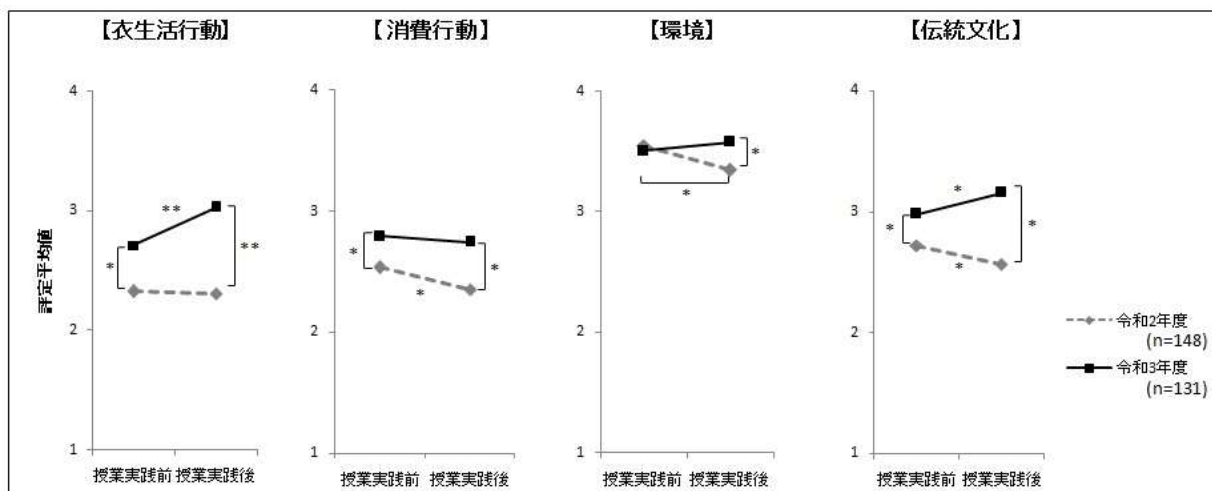 【衣生活行動】
【消費行動】
【環境】
【伝統文化】
評定平均値
4
3
2
1
**
*
**
授業実践前 授業実践後
4
3
2
1
*
*
*
授業実践前 授業実践後
4
3
2
1
*
*
授業実践前 授業実践後
4
3
2
1
*
*
*
*
授業実践前 授業実践後
令和2年度
(n=148)
令和3年度
(n=131)